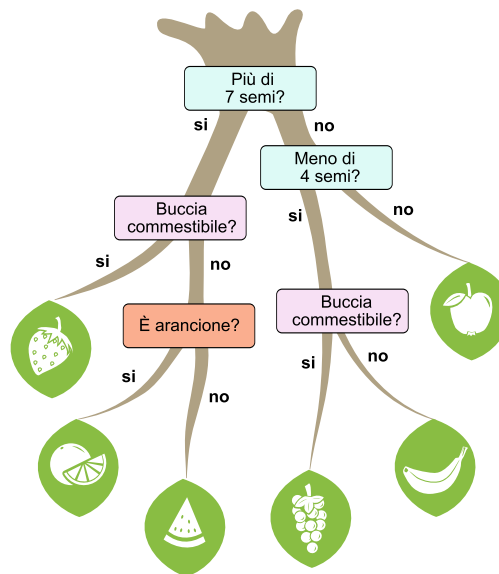 Più di
7 semi?
si
no
Meno di
4 semi?
Buccia
commestibile?
si
no
si
no
È arancione?
Buccia
commestibile?
si
no
si
no